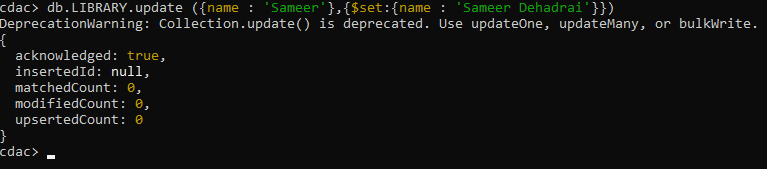 cdac> db.LIBRARY.update ({name : 'Sameer'},{$set:{name : 'Sameer Dehadrai'}})
DeprecationWarning: Collection.update() is deprecated. Use updateOne, updateMany, or bulkWrite.
{
  acknowledged: true,
  insertedId: null,
  matchedCount: 0,
  modifiedCount: 0,
  upsertedCount: 0
}
cdac>